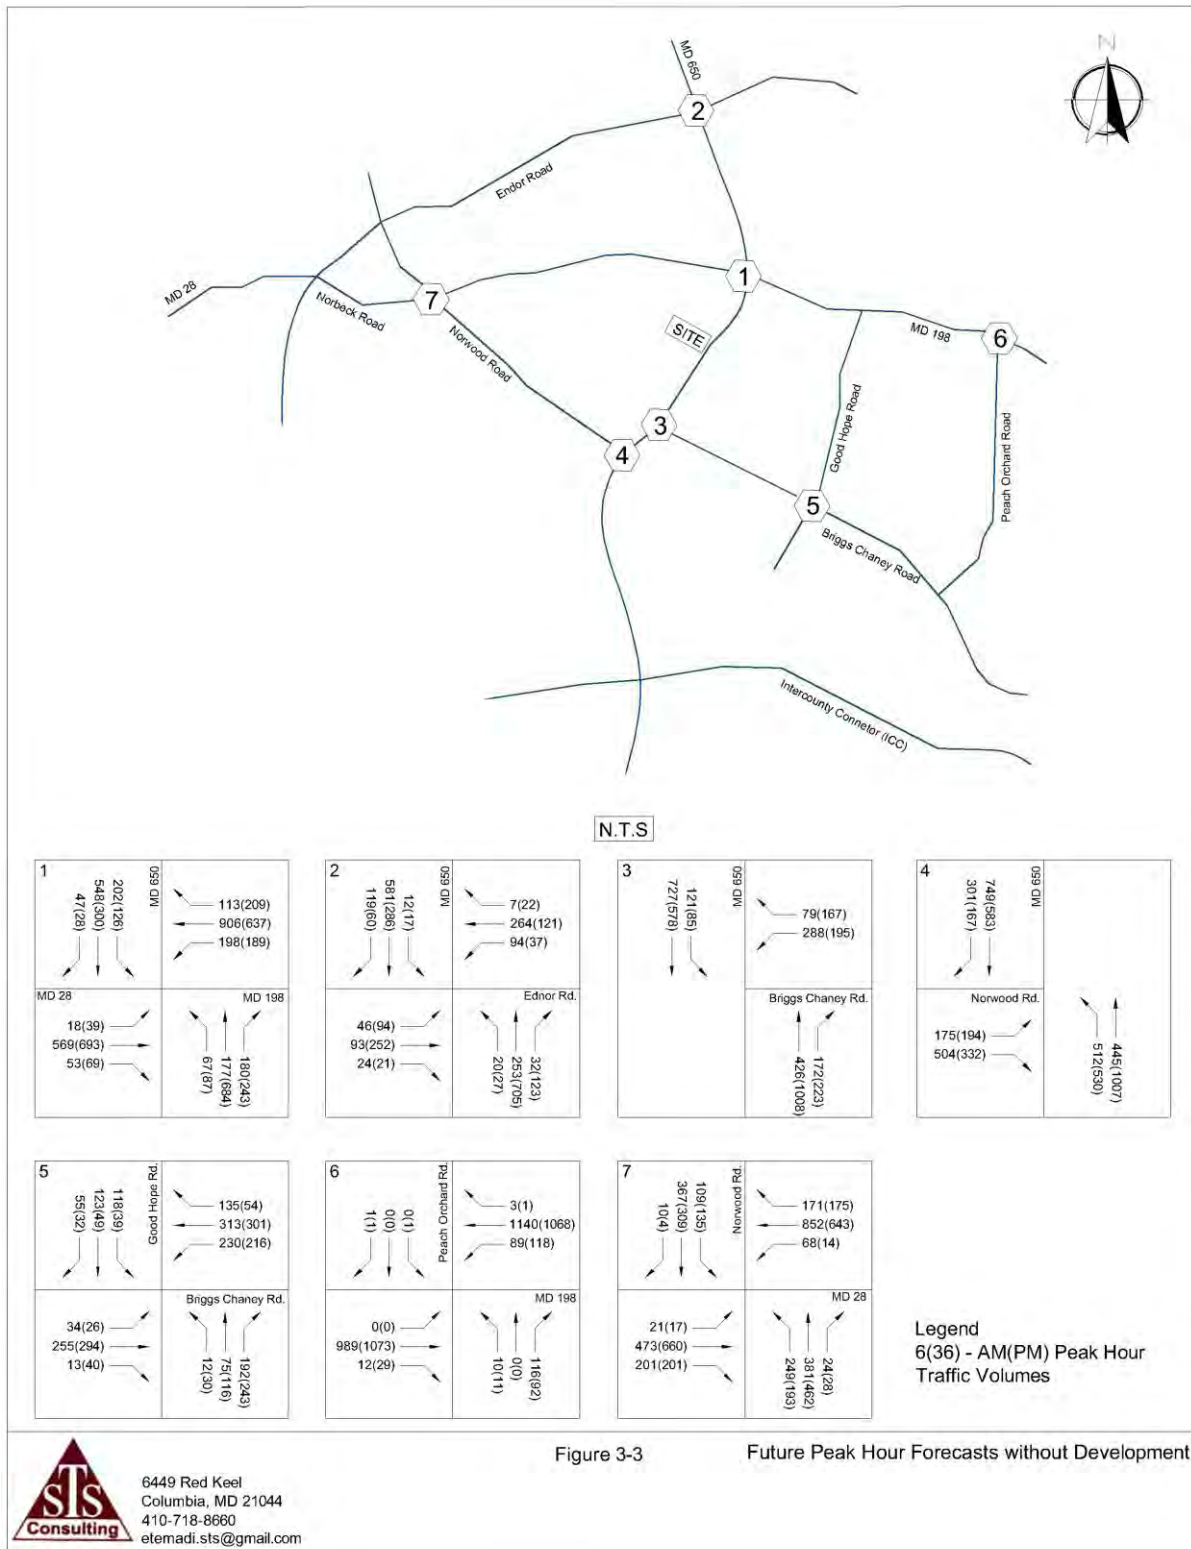 N
MD 650
2
Endor Road
1
MD 28
Norbeck Road
7
Norwood Road
SITE
MD 198
6
Good Hope Road
Peach Orchard Road
3
4
5
Briggs Chaney Road
Intercounty Connetor (ICC)
N.T.S
1
MD 650
47(28)
548(300)
202(126)
113(209)
906(637)
198(189)
MD 28
MD 198
18(39)
569(693)
53(69)
67(87)
177(684)
180(243)
2
MD 650
119(60)
581(286)
12(17)
7(22)
264(121)
94(37)
Ednor Rd.
46(94)
93(252)
24(21)
20(27)
253(705)
32(123)
3
MD 650
727(578)
121(85)
79(167)
288(195)
Briggs Chaney Rd.
426(1008)
172(223)
4
MD 650
301(167)
749(583)
Norwood Rd.
175(194)
504(332)
512(530)
445(1007)
5
Good Hope Rd.
55(32)
123(49)
118(39)
135(54)
313(301)
230(216)
Briggs Chaney Rd.
34(26)
255(294)
13(40)
12(30)
75(116)
192(243)
6
Peach Orchard Rd.
1(1)
0(0)
0(1)
3(1)
1140(1068)
89(118)
MD 198
0(0)
989(1073)
12(29)
10(11)
0(0)
116(92)
7
Norwood Rd.
10(4)
367(309)
109(135)
171(175)
852(643)
68(14)
MD 28
21(17)
473(660)
201(201)
249(193)
381(462)
24(28)
Legend
6(36) - AM(PM) Peak Hour
Traffic Volumes
Figure 3-3
Future Peak Hour Forecasts without Development
STS
Consulting
6449 Red Keel
Columbia, MD 21044
410-718-8660
etemadi.sts@gmail.com